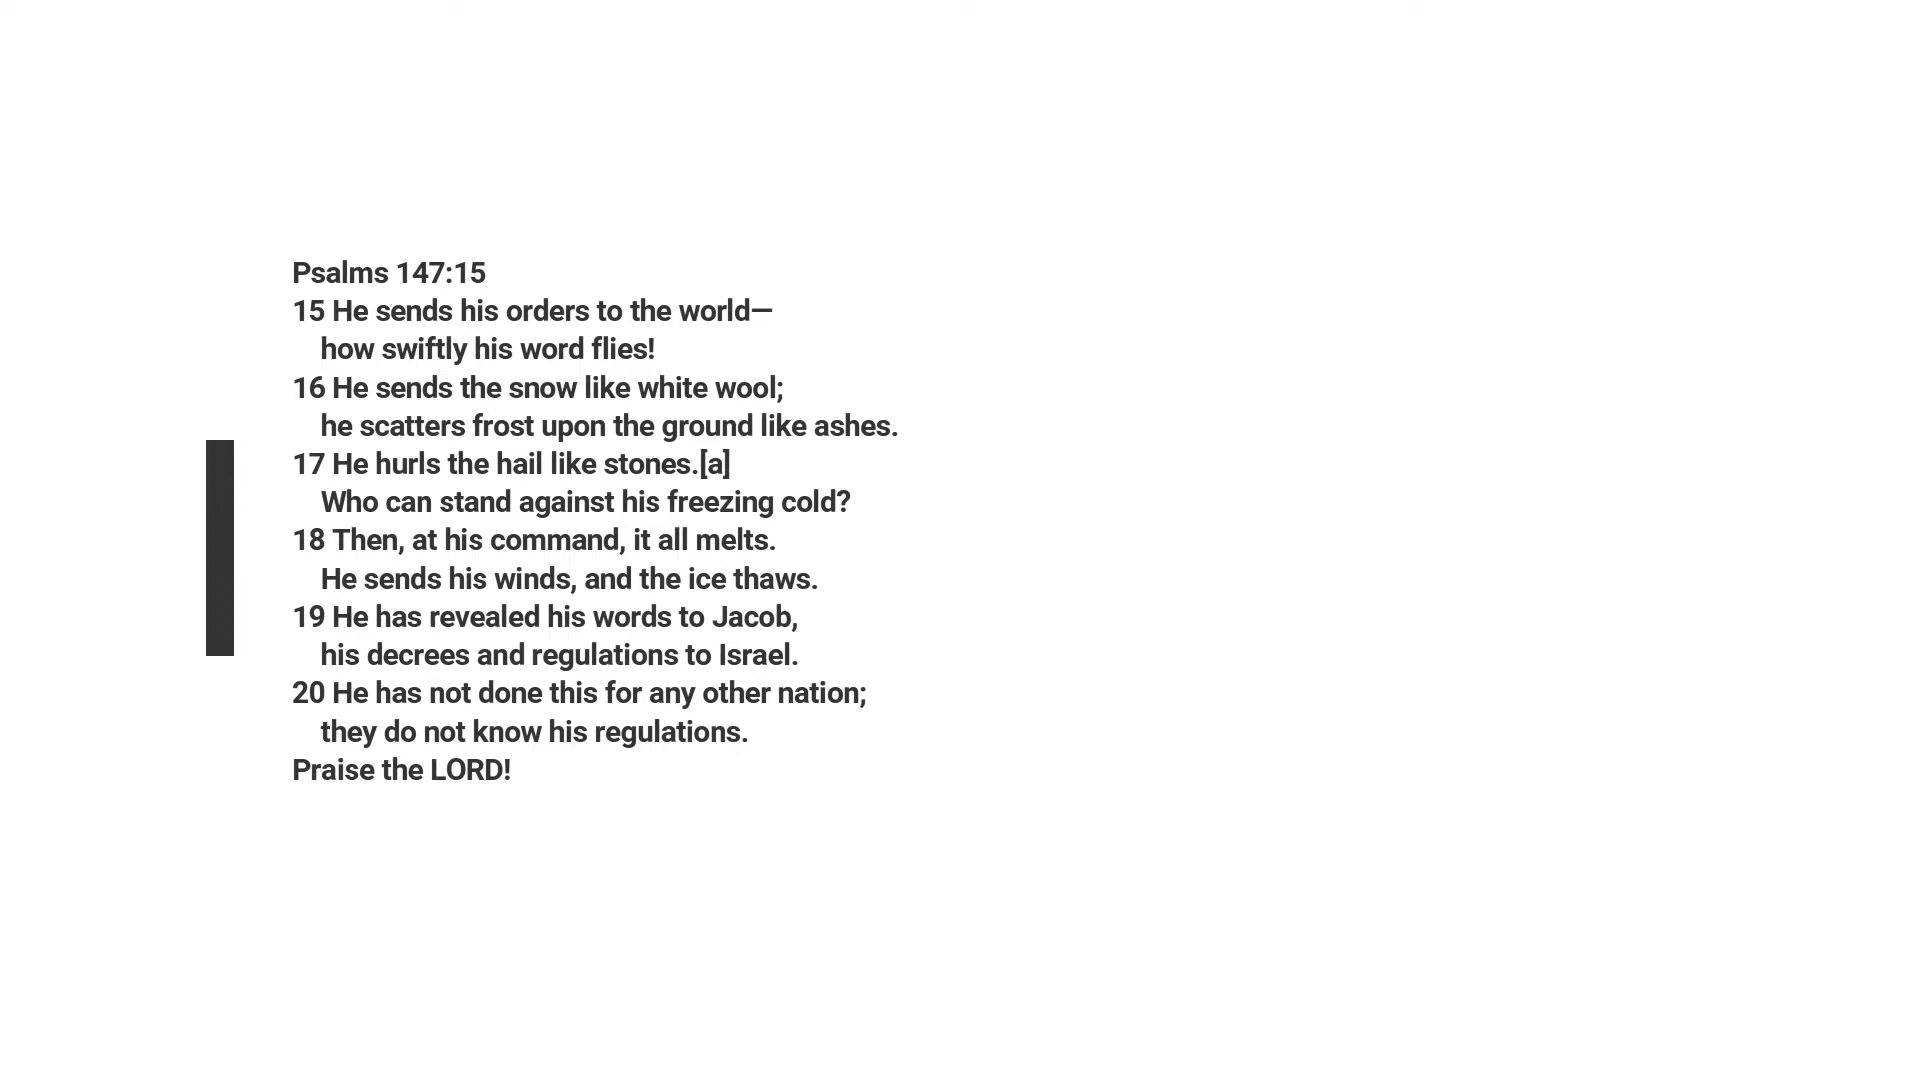 Psalms 147:15
15 He sends his orders to the world—
how swiftly his word flies!
16 He sends the snow like white wool;
he scatters frost upon the ground like ashes.
17 He hurls the hail like stones.[a]
Who can stand against his freezing cold?
18 Then, at his command, it all melts.
He sends his winds, and the ice thaws.
19 He has revealed his words to Jacob,
his decrees and regulations to Israel.
20 He has not done this for any other nation;
they do not know his regulations.
Praise the LORD!